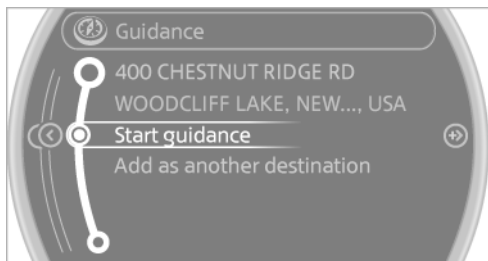 Guidance
400 CHESTNUT RIDGE RD
WOODCLIFF LAKE, NEW..., USA
Start guidance
Add as another destination